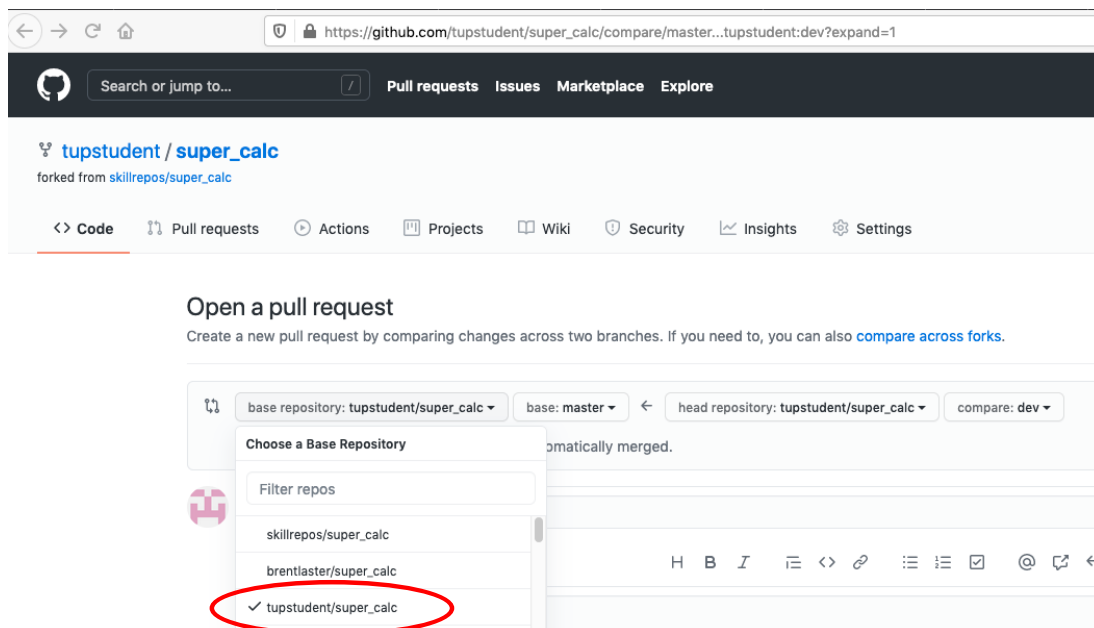 https://github.com/tupstudent/super_calc/compare/master...tupstudent:dev?expand=1
Search or jump to... / Pull requests Issues Marketplace Explore
tupstudent / super_calc
forked from skillrepos/super_calc
<> Code Pull requests Actions Projects Wiki Security Insights Settings
Open a pull request
Create a new pull request by comparing changes across two branches. If you need to, you can also compare across forks.
base repository: tupstudent/super_calc base: master ← head repository: tupstudent/super_calc compare: dev
Choose a Base Repository
omatically merged.
Filter repos
skillrepos/super_calc
H B I <> @
brentlaster/super_calc
✓ tupstudent/super_calc